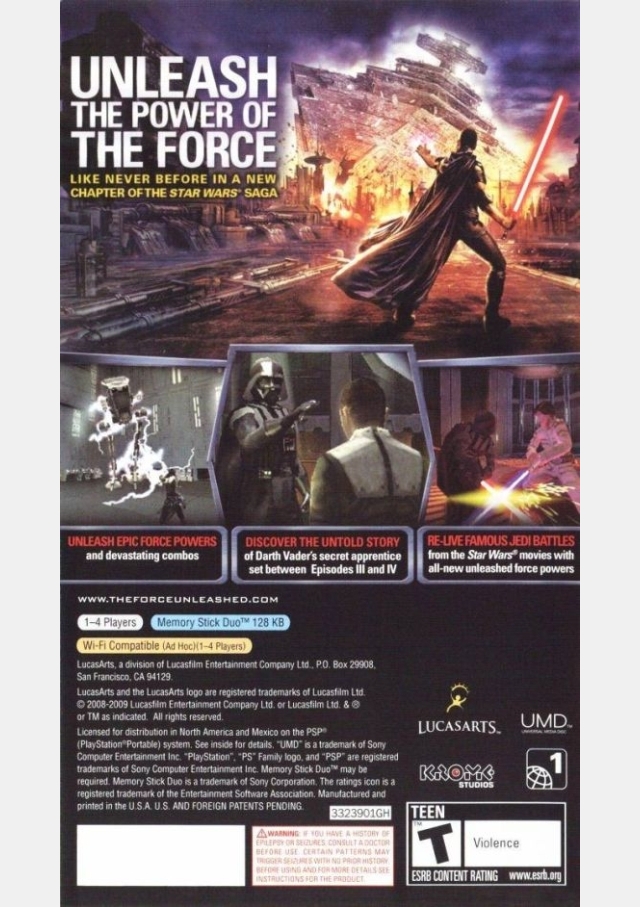 UNLEASH
THE POWER OF
THE FORCE
LIKE NEVER BEFORE IN A NEW
CHAPTER OF THE STAR WARS® SAGA
UNLEASH EPIC FORCE POWERS
and devastating combos
DISCOVER THE UNTOLD STORY
of Darth Vader's secret apprentice
set between Episodes III and IV
RE-LIVE FAMOUS JEDI BATTLES
from the Star Wars® movies with
all-new unleashed force powers
WWW.THEFORCEUNLEASHED.COM
1–4 Players
Memory Stick Duo™ 128 KB
Wi-Fi Compatible (Ad Hoc)(1–4 Players)
LucasArts, a division of Lucasfilm Entertainment Company Ltd., P.O. Box 29908,
San Francisco, CA 94129.
LucasArts and the LucasArts logo are registered trademarks of Lucasfilm Ltd.
© 2008-2009 Lucasfilm Entertainment Company Ltd. or Lucasfilm Ltd. & ®
or TM as indicated. All rights reserved.
Licensed for distribution in North America and Mexico on the PSP®
(PlayStation®Portable) system. See inside for details. "UMD" is a trademark of Sony
Computer Entertainment Inc. "PlayStation", "PS" Family logo, and "PSP" are registered
trademarks of Sony Computer Entertainment Inc. Memory Stick Duo™ may be
required. Memory Stick Duo is a trademark of Sony Corporation. The ratings icon is a
registered trademark of the Entertainment Software Association. Manufactured and
printed in the U.S.A. U.S. AND FOREIGN PATENTS PENDING.
3323901GH
WARNING: IF YOU HAVE A HISTORY OF
EPILEPSY OR SEIZURES, CONSULT A DOCTOR
BEFORE USE. CERTAIN PATTERNS MAY
TRIGGER SEIZURES WITH NO PRIOR HISTORY.
BEFORE USING AND FOR MORE DETAILS SEE
INSTRUCTIONS FOR THE PRODUCT.
LUCASARTS™
UMD™
UNIVERSAL MEDIA DISC
KROME
STUDIOS
1
TEEN
T
Violence
ESRB CONTENT RATING www.esrb.org